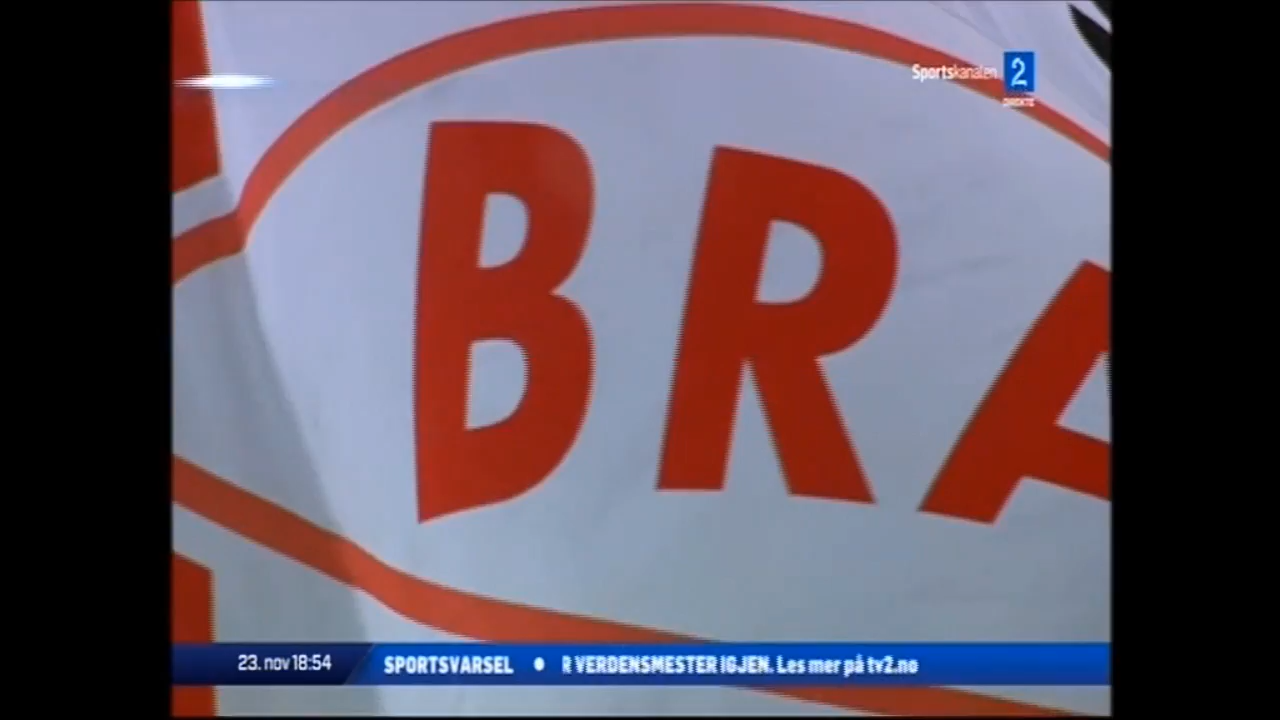 Sportskanalen 2
DIREKTE
BRA
23. nov 18:54 SPORTSVARSEL • R VERDENSMESTER IGJEN. Les mer på tv2.no